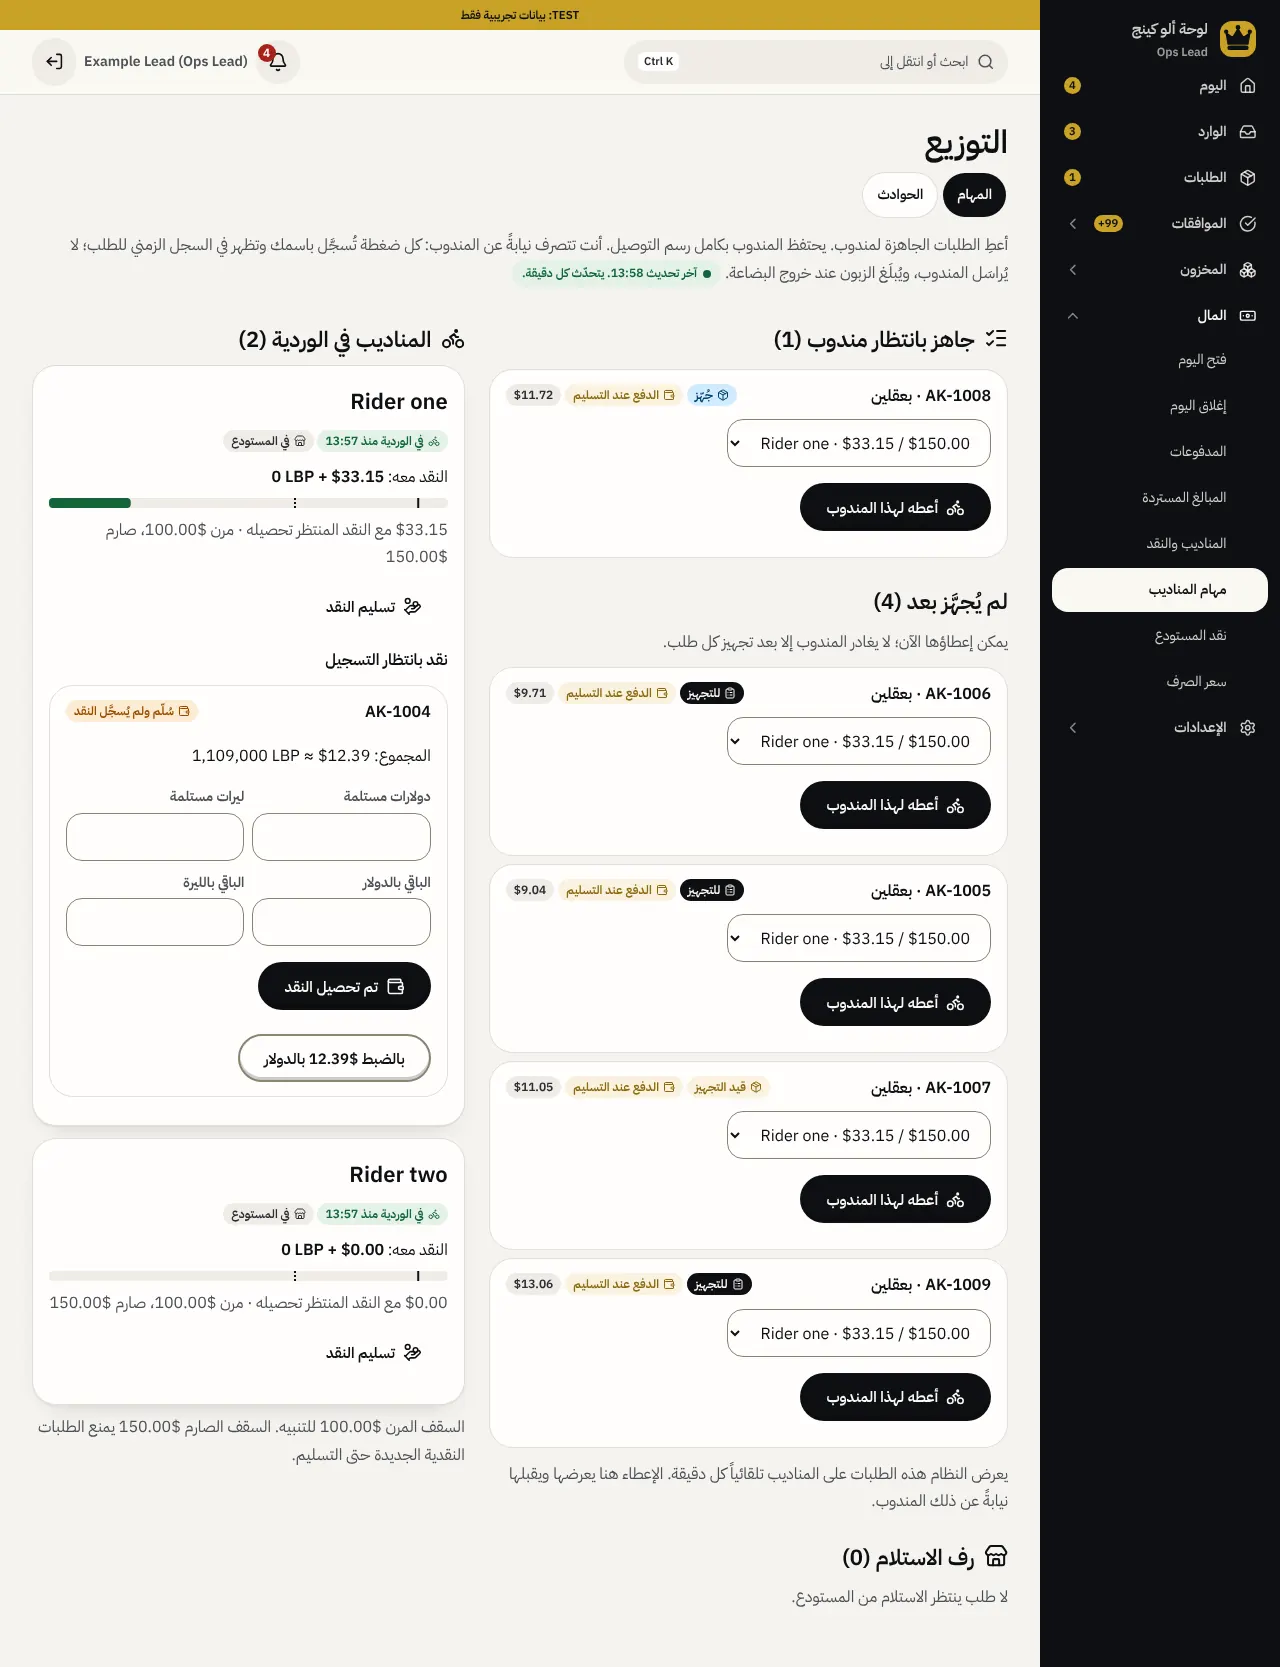 TEST: بيانات تجريبية فقط
لوحة ألو كينج
Ops Lead
اليوم
4
الوارد
3
الطلبات
1
الموافقات
99+
المخزون
المال
فتح اليوم
إغلاق اليوم
المدفوعات
المبالغ المستردة
المناديب والنقد
مهام المناديب
نقد المستودع
سعر الصرف
الإعدادات
ابحث أو انتقل إلى
Ctrl K
4
Example Lead (Ops Lead)
التوزيع
المهام
الحوادث
أعطِ الطلبات الجاهزة لمندوب. يحتفظ المندوب بكامل رسم التوصيل. أنت تتصرف نيابةً عن المندوب: كل ضغطة تُسجَّل باسمك وتظهر في السجل الزمني للطلب؛ لا
يُراسَل المندوب، ويُبلَغ الزبون عند خروج البضاعة. آخر تحديث 13:58. يتحدّث كل دقيقة.
جاهز بانتظار مندوب (1)
AK-1008 · بعقلين
جُهّز
الدفع عند التسليم
$11.72
Rider one · $33.15 / $150.00
أعطه لهذا المندوب
لم يُجهَّز بعد (4)
يمكن إعطاؤها الآن؛ لا يغادر المندوب إلا بعد تجهيز كل طلب.
AK-1006 · بعقلين
للتجهيز
الدفع عند التسليم
$9.71
Rider one · $33.15 / $150.00
أعطه لهذا المندوب
AK-1005 · بعقلين
للتجهيز
الدفع عند التسليم
$9.04
Rider one · $33.15 / $150.00
أعطه لهذا المندوب
AK-1007 · بعقلين
قيد التجهيز
الدفع عند التسليم
$11.05
Rider one · $33.15 / $150.00
أعطه لهذا المندوب
AK-1009 · بعقلين
للتجهيز
الدفع عند التسليم
$13.06
Rider one · $33.15 / $150.00
أعطه لهذا المندوب
يعرض النظام هذه الطلبات على المناديب تلقائياً كل دقيقة. الإعطاء هنا يعرضها ويقبلها
نيابةً عن ذلك المندوب.
رف الاستلام (0)
لا طلب ينتظر الاستلام من المستودع.
المناديب في الوردية (2)
Rider one
في الوردية منذ 13:57
في المستودع
النقد معه: 0 LBP + $33.15
$33.15 مع النقد المنتظر تحصيله · مرن $100.00، صارم
$150.00
تسليم النقد
نقد بانتظار التسجيل
AK-1004
سُلّم ولم يُسجَّل النقد
المجموع: 1,109,000 LBP ≈ $12.39
دولارات مستلمة
ليرات مستلمة
الباقي بالدولار
الباقي بالليرة
تم تحصيل النقد
بالضبط $12.39 بالدولار
Rider two
في الوردية منذ 13:57
في المستودع
النقد معه: 0 LBP + $0.00
$0.00 مع النقد المنتظر تحصيله · مرن $100.00، صارم $150.00
تسليم النقد
السقف المرن $100.00 للتنبيه. السقف الصارم $150.00 يمنع الطلبات
النقدية الجديدة حتى التسليم.